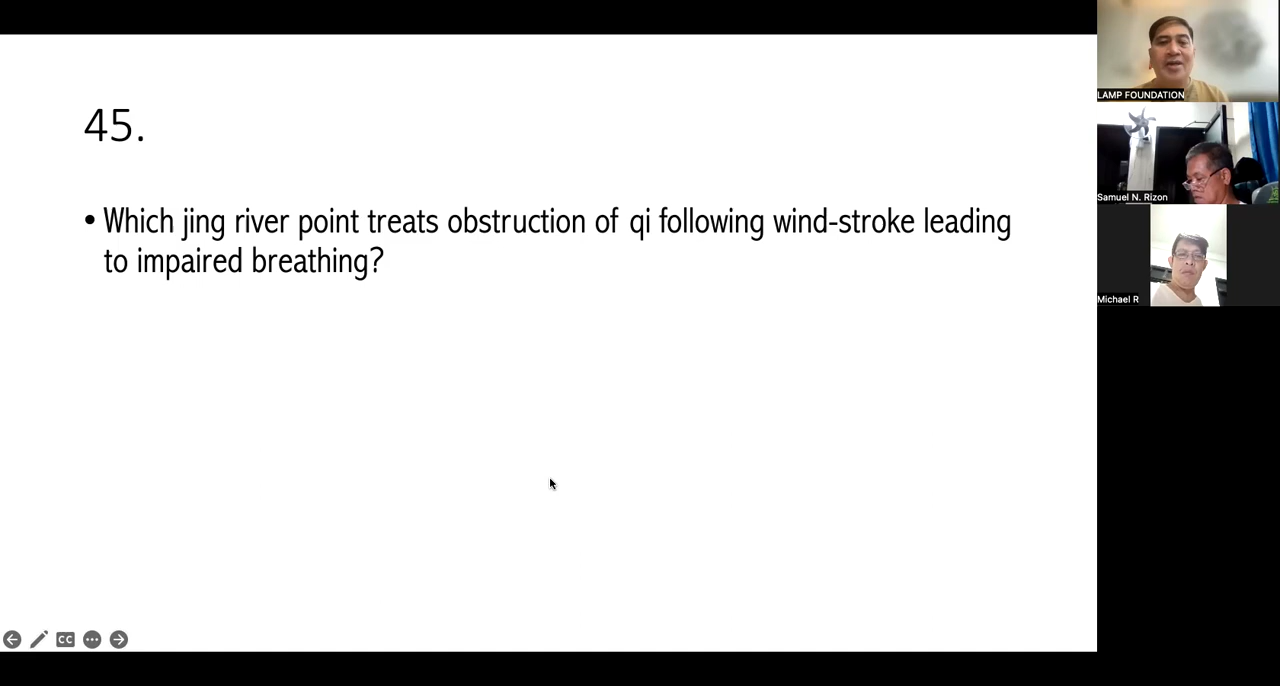 45.
• Which jing river point treats obstruction of qi following wind-stroke leading
to impaired breathing?
LAMP FOUNDATION
Samuel N. Rizon
Michael R
CC